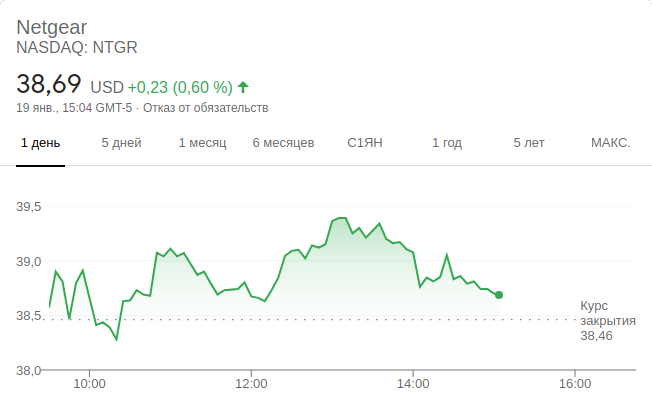 Netgear
NASDAQ: NTGR
38,69 USD +0,23 (0,60 %)
19 янв., 15:04 GMT-5 · Отказ от обязательств
1 день 5 дней 1 месяц 6 месяцев С1ЯН 1 год 5 лет МАКС.
39,5
39,0
38,5
38,0
Курс
закрытия
38,46
10:00 12:00 14:00 16:00